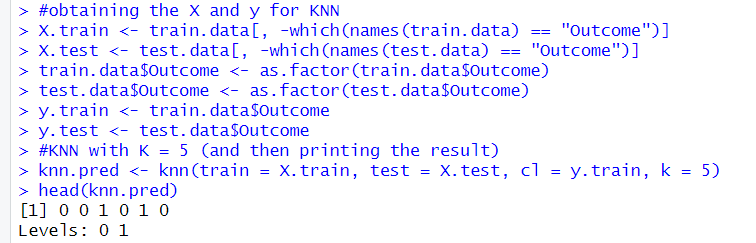 > #obtaining the X and y for KNN
> X.train <- train.data[, -which(names(train.data) == "Outcome")]
> X.test <- test.data[, -which(names(test.data) == "Outcome")]
> train.data$Outcome <- as.factor(train.data$Outcome)
> test.data$Outcome <- as.factor(test.data$Outcome)
> y.train <- train.data$Outcome
> y.test <- test.data$Outcome
> #KNN with K = 5 (and then printing the result)
> knn.pred <- knn(train = X.train, test = X.test, cl = y.train, k = 5)
> head(knn.pred)
[1] 0 0 1 0 1 0
Levels: 0 1